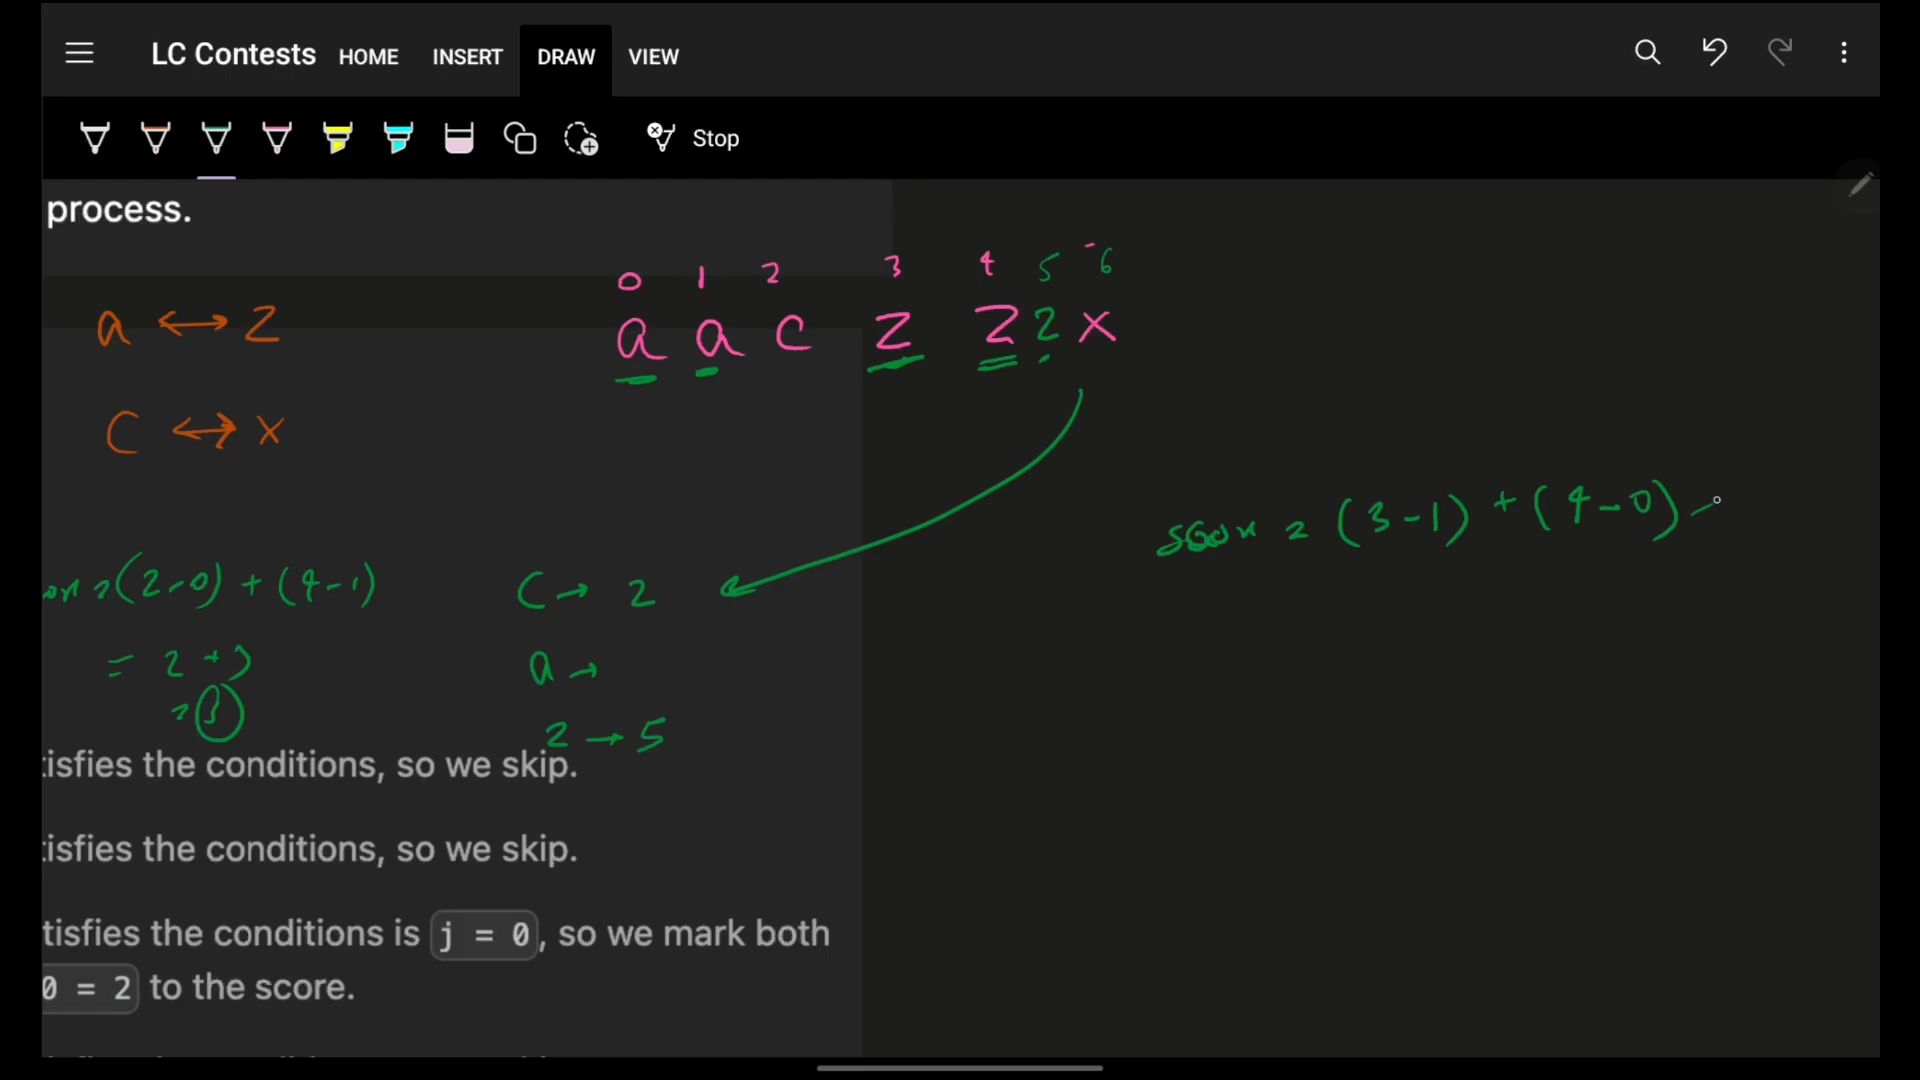 LC Contests HOME INSERT DRAW VIEW
Stop
process.
0 1 2 3 4 5 6
a a c z z z x
a ↔ z
c ↔ x
score = (3-1) + (4-0) -
= (2-0) + (4-1)
= 2 + 3
c → 2
a →
z → 5
tisfies the conditions, so we skip.
tisfies the conditions, so we skip.
tisfies the conditions is j = 0, so we mark both
0 = 2 to the score.